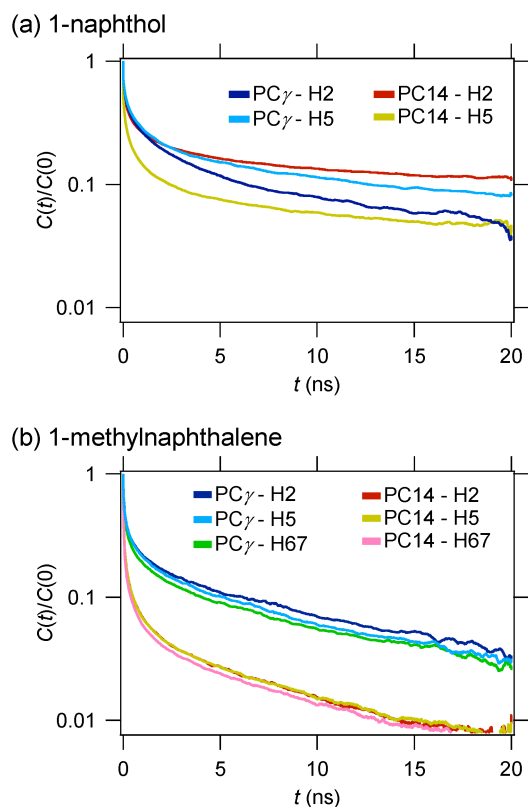 (a) 1-naphthol
1
PCγ - H2 PC14 - H2
PCγ - H5 PC14 - H5
C(t)/C(0)
0.1
0.01
0 5 10 15 20
t (ns)
(b) 1-methylnaphthalene
1
PCγ - H2 PC14 - H2
PCγ - H5 PC14 - H5
PCγ - H67 PC14 - H67
C(t)/C(0)
0.1
0.01
0 5 10 15 20
t (ns)